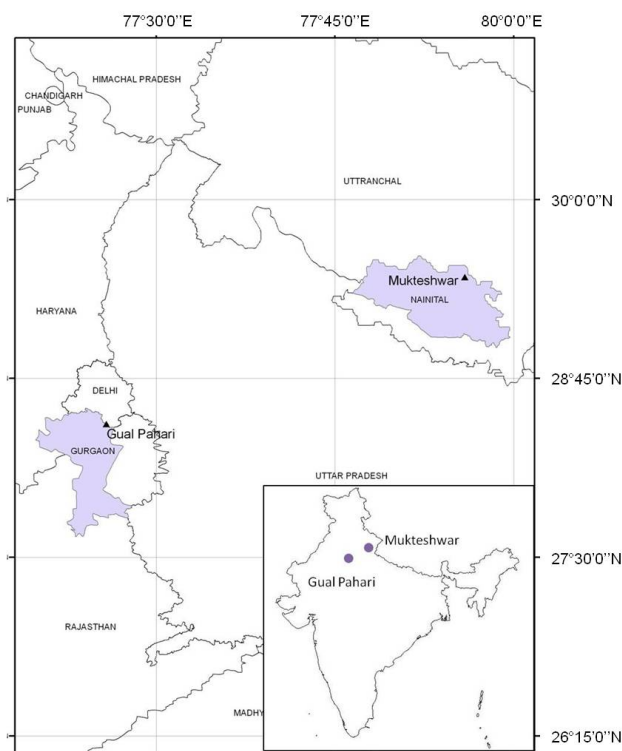 77°30'0"E 77°45'0"E 80°0'0"E
HIMACHAL PRADESH
CHANDIGARH
PUNJAB
UTTRANCHAL
30°0'0"N
Mukteshwar
NAINITAL
HARYANA
28°45'0"N
DELHI
Gual Pahari
GURGAON
UTTAR PRADESH
Mukteshwar
27°30'0"N
Gual Pahari
RAJASTHAN
MADHY
26°15'0"N